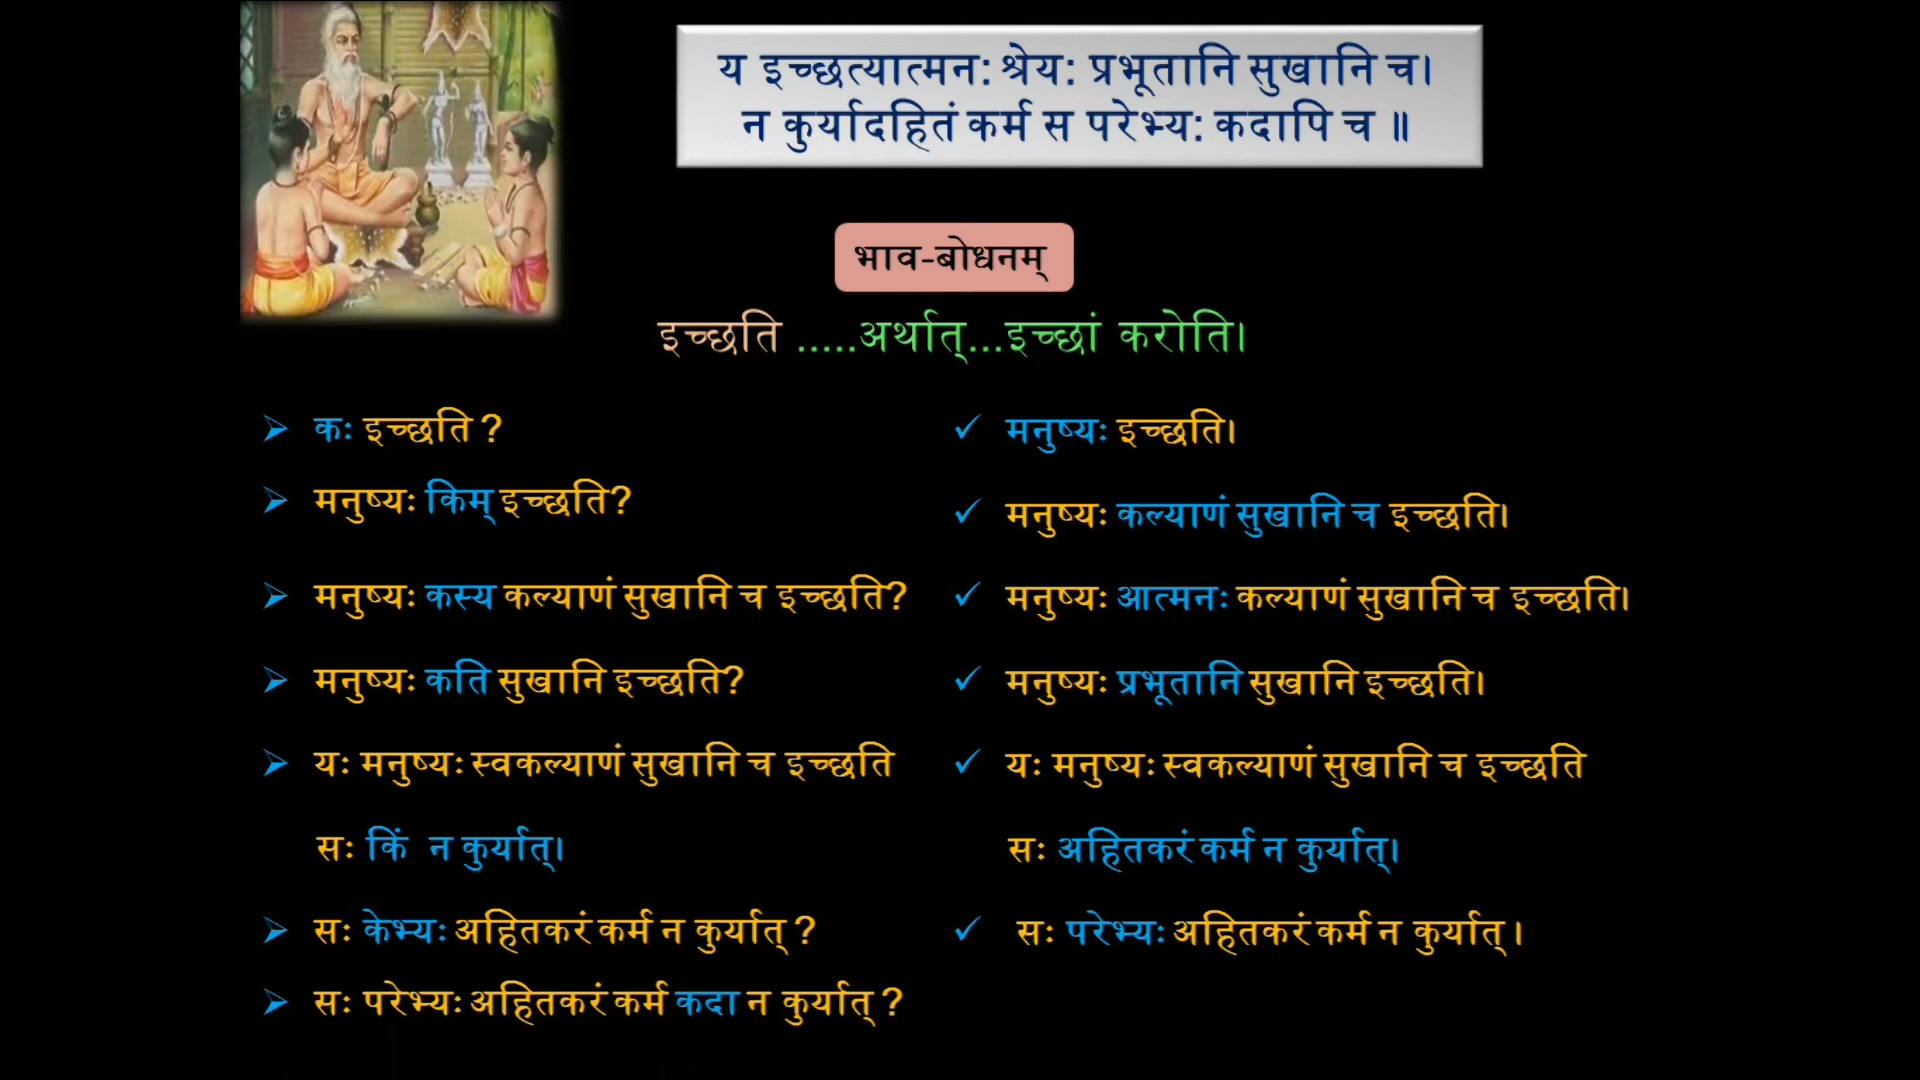 य इच्छत्यात्मन: श्रेय: प्रभूतानि सुखानि च।
न कुर्यादहितं कर्म स परेभ्य: कदापि च ॥
भाव-बोधनम्
इच्छति .....अर्थात्...इच्छां करोति।
कः इच्छति ?
मनुष्यः इच्छति।
मनुष्यः किम् इच्छति?
मनुष्यः कल्याणं सुखानि च इच्छति।
मनुष्यः कस्य कल्याणं सुखानि च इच्छति?
मनुष्यः आत्मनः कल्याणं सुखानि च इच्छति।
मनुष्यः कति सुखानि इच्छति?
मनुष्यः प्रभूतानि सुखानि इच्छति।
यः मनुष्यः स्वकल्याणं सुखानि च इच्छति
सः किं न कुर्यात्।
यः मनुष्यः स्वकल्याणं सुखानि च इच्छति
सः अहितकरं कर्म न कुर्यात्।
सः केभ्यः अहितकरं कर्म न कुर्यात् ?
सः परेभ्यः अहितकरं कर्म न कुर्यात् ।
सः परेभ्यः अहितकरं कर्म कदा न कुर्यात् ?